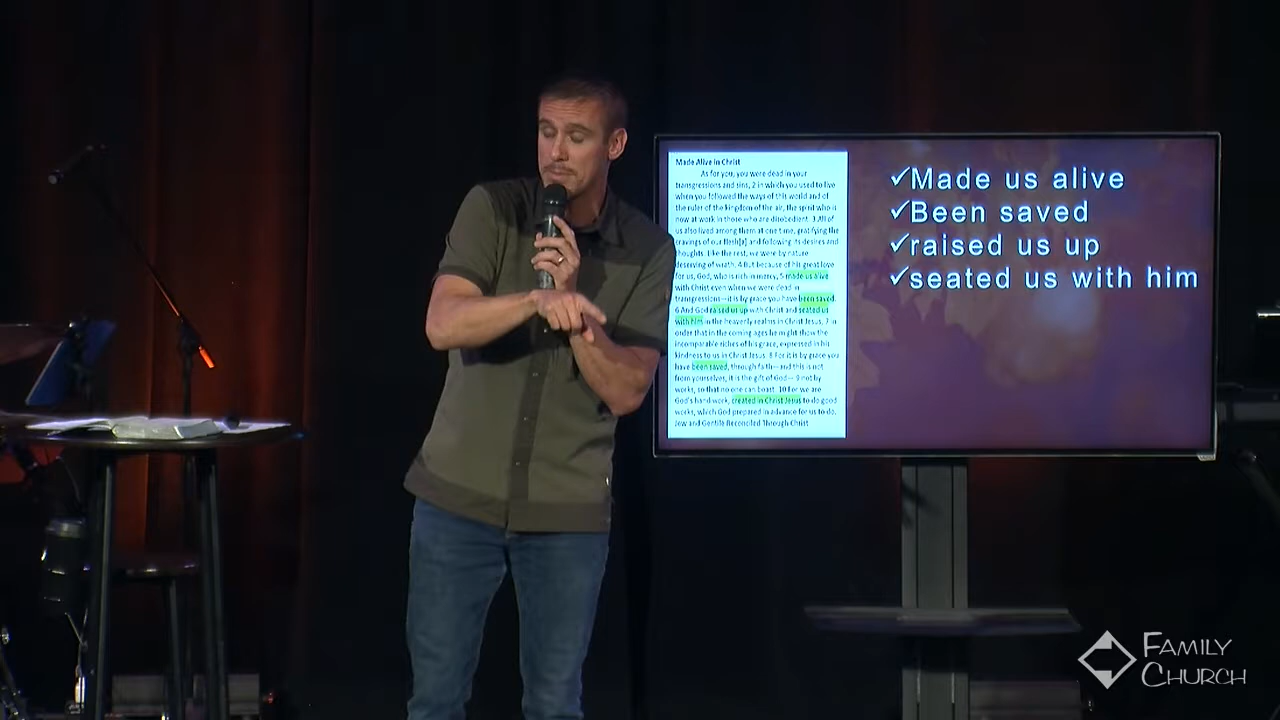 Made Alive in Christ
As for you, you were dead in your
transgressions and sins, 2 in which you used to live
when you followed the ways of this world and of
the ruler of the kingdom of the air, the spirit who is
now at work in those who are disobedient. 3 All of
us also lived among them at one time, gratifying the
cravings of our flesh[a] and following its desires and
thoughts. Like the rest, we were by nature
deserving of wrath. 4 But because of his great love
for us, God, who is rich in mercy, 5 made us alive
with Christ even when we were dead in
transgressions—it is by grace you have been saved.
6 And God raised us up with Christ and seated us
with him in the heavenly realms in Christ Jesus, 7 in
order that in the coming ages he might show the
incomparable riches of his grace, expressed in his
kindness to us in Christ Jesus. 8 For it is by grace you
have been saved, through faith—and this is not
from yourselves, it is the gift of God— 9 not by
works, so that no one can boast. 10 For we are
God's handiwork, created in Christ Jesus to do good
works, which God prepared in advance for us to do.
Jew and Gentile Reconciled Through Christ
✓Made us alive
✓Been saved
✓raised us up
✓seated us with him
FAMILY
CHURCH